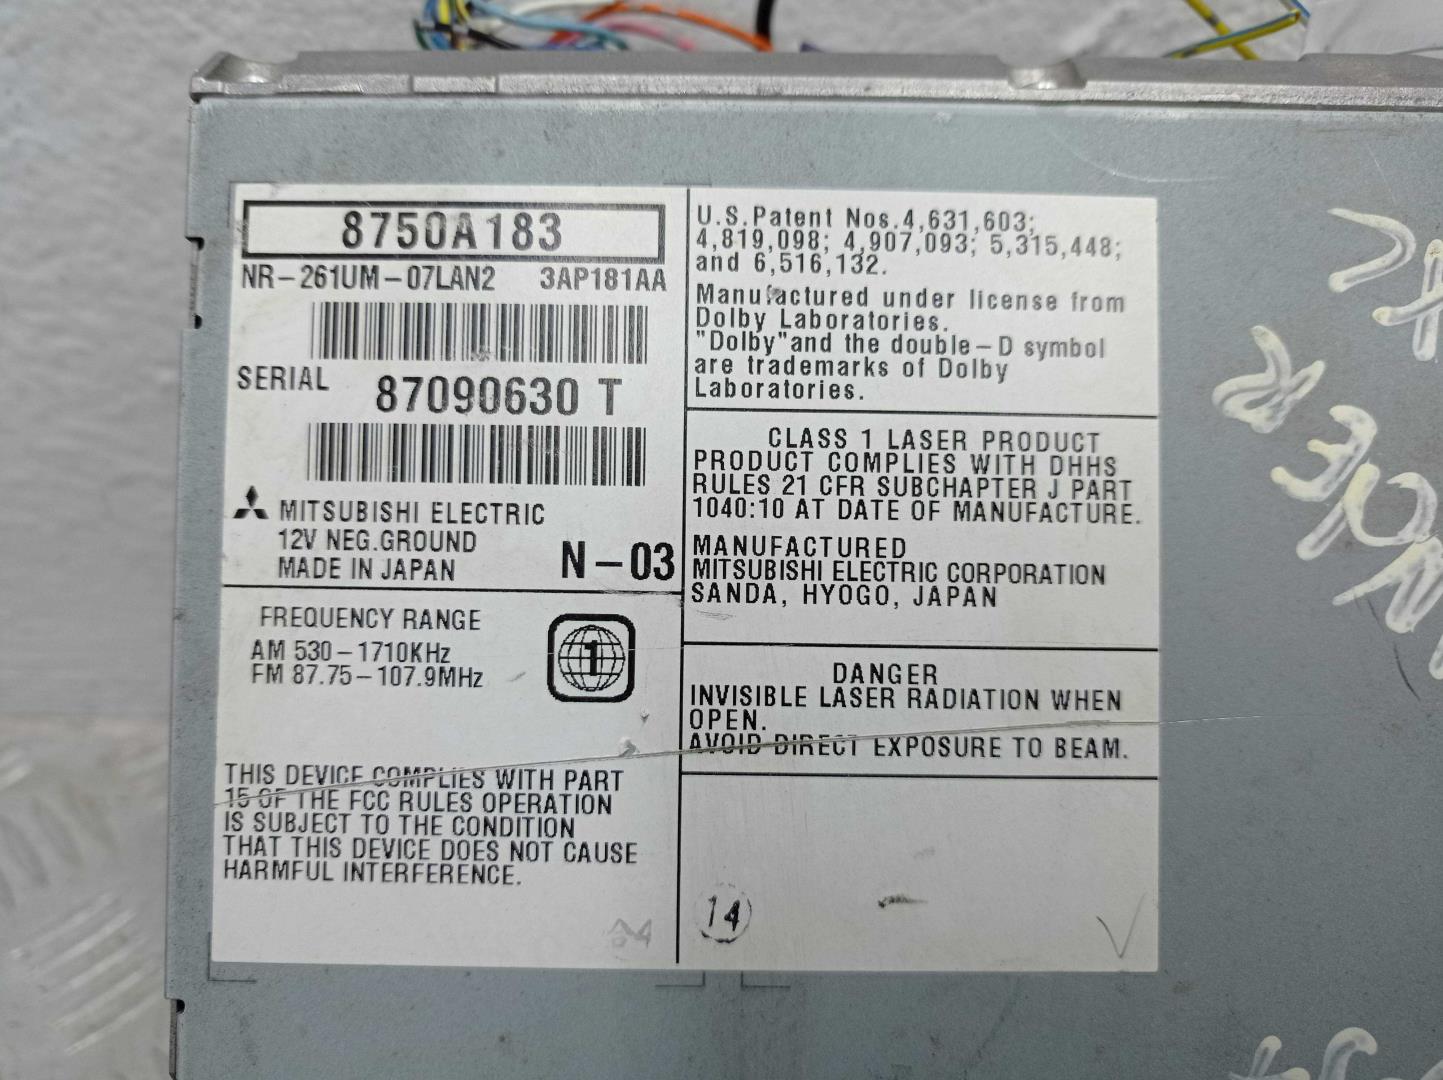 8750A183
NR-261UM-07LAN2 3AP181AA
SERIAL 87090630 T
MITSUBISHI ELECTRIC
12V NEG.GROUND
MADE IN JAPAN N-03
FREQUENCY RANGE
AM 530-1710KHz
FM 87.75-107.9MHz
1
THIS DEVICE COMPLIES WITH PART
15 OF THE FCC RULES OPERATION
IS SUBJECT TO THE CONDITION
THAT THIS DEVICE DOES NOT CAUSE
HARMFUL INTERFERENCE.
U.S.Patent Nos.4,631,603;
4,819,098; 4,907,093; 5,315,448;
and 6,516,132.
Manufactured under license from
Dolby Laboratories.
"Dolby"and the double-D symbol
are trademarks of Dolby
Laboratories.
CLASS 1 LASER PRODUCT
PRODUCT COMPLIES WITH DHHS
RULES 21 CFR SUBCHAPTER J PART
1040:10 AT DATE OF MANUFACTURE.
MANUFACTURED
MITSUBISHI ELECTRIC CORPORATION
SANDA, HYOGO, JAPAN
DANGER
INVISIBLE LASER RADIATION WHEN
OPEN.
AVOID DIRECT EXPOSURE TO BEAM.
14